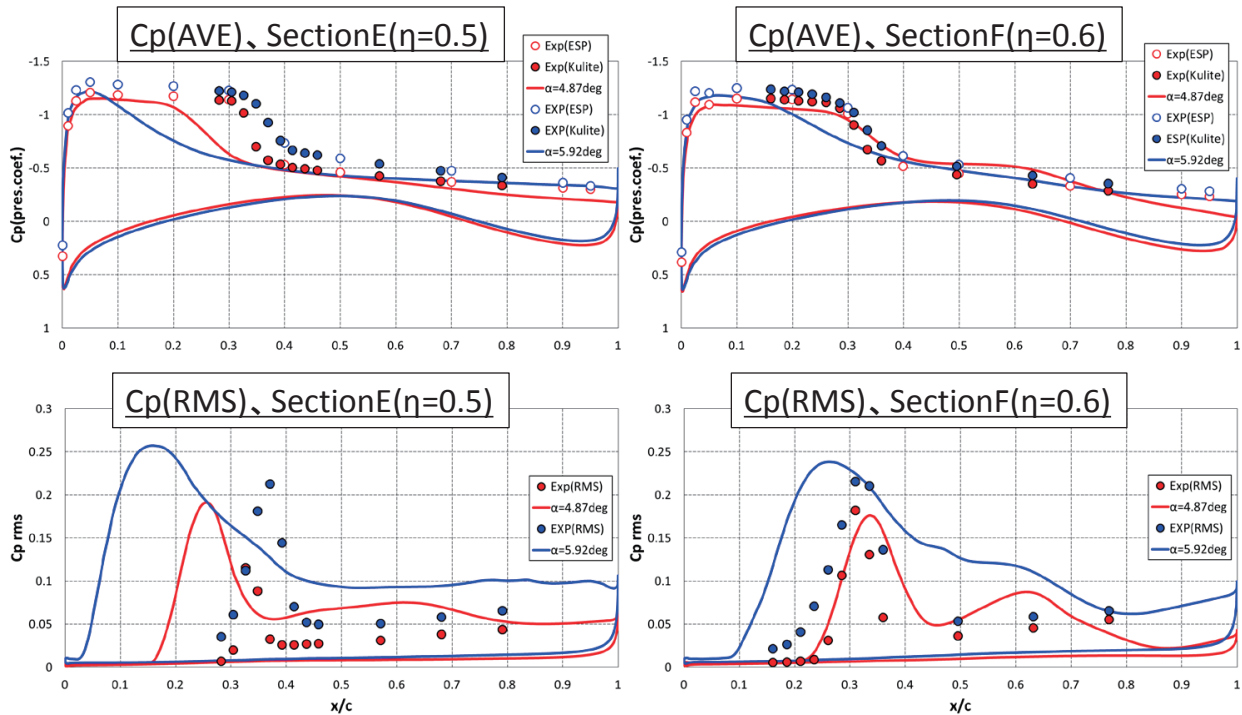 Cp(AVE)、SectionE(η=0.5)
Exp(ESP)
Exp(Kulite)
α=4.87deg
EXP(ESP)
EXP(Kulite)
α=5.92deg
Cp(pres.coef.)
-1.5
-1
-0.5
0
0.5
1
0 0.1 0.2 0.3 0.4 0.5 0.6 0.7 0.8 0.9 1
Cp(AVE)、SectionF(η=0.6)
Exp(ESP)
Exp(Kulite)
α=4.87deg
EXP(ESP)
ESP(Kulite)
α=5.92deg
Cp(pres.coef.)
-1.5
-1
-0.5
0
0.5
1
0 0.1 0.2 0.3 0.4 0.5 0.6 0.7 0.8 0.9 1
Cp(RMS)、SectionE(η=0.5)
Exp(RMS)
α=4.87deg
EXP(RMS)
α=5.92deg
Cp rms
0.3
0.25
0.2
0.15
0.1
0.05
0
0 0.1 0.2 0.3 0.4 0.5 0.6 0.7 0.8 0.9 1
x/c
Cp(RMS)、SectionF(η=0.6)
Exp(RMS)
α=4.87deg
EXP(RMS)
α=5.92deg
Cp rms
0.3
0.25
0.2
0.15
0.1
0.05
0
0 0.1 0.2 0.3 0.4 0.5 0.6 0.7 0.8 0.9 1
x/c